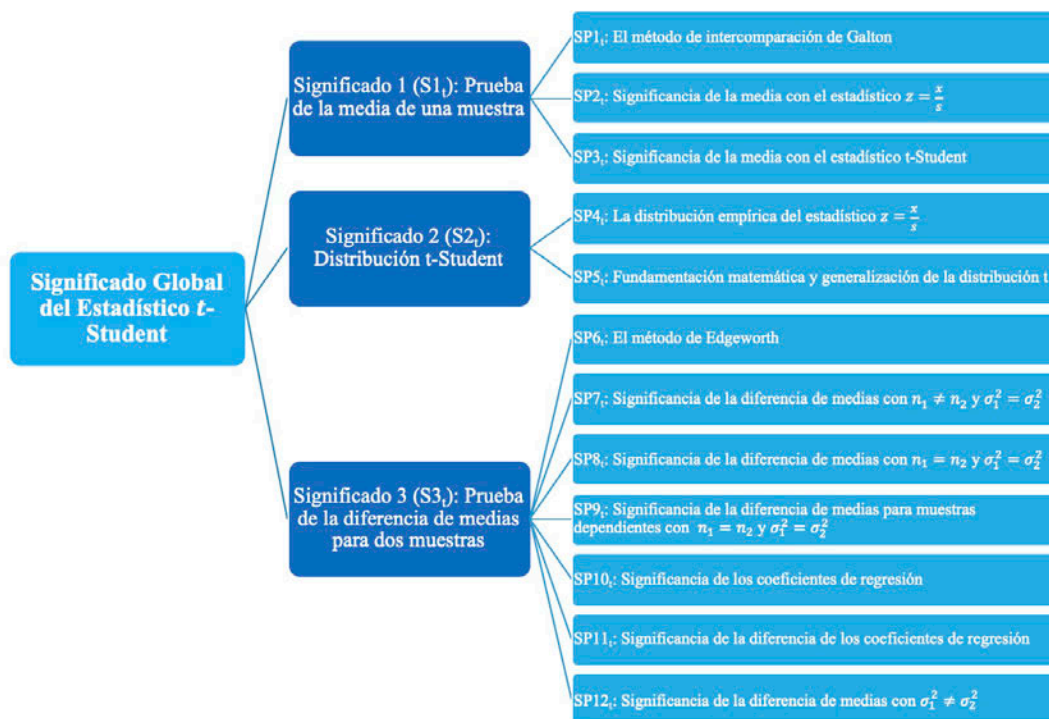 Significado Global
del Estadístico t-
Student
Significado 1 (S1ₜ): Prueba
de la media de una muestra
SP1ₜ: El método de intercomparación de Galton
SP2ₜ: Significancia de la media con el estadístico z = x/s
SP3ₜ: Significancia de la media con el estadístico t-Student
Significado 2 (S2ₜ):
Distribución t-Student
SP4ₜ: La distribución empírica del estadístico z = x/s
SP5ₜ: Fundamentación matemática y generalización de la distribución t
Significado 3 (S3ₜ): Prueba
de la diferencia de medias
para dos muestras
SP6ₜ: El método de Edgeworth
SP7ₜ: Significancia de la diferencia de medias con n₁ ≠ n₂ y σ₁² = σ₂²
SP8ₜ: Significancia de la diferencia de medias con n₁ = n₂ y σ₁² = σ₂²
SP9ₜ: Significancia de la diferencia de medias para muestras
dependientes con n₁ = n₂ y σ₁² = σ₂²
SP10ₜ: Significancia de los coeficientes de regresión
SP11ₜ: Significancia de la diferencia de los coeficientes de regresión
SP12ₜ: Significancia de la diferencia de medias con σ₁² ≠ σ₂²